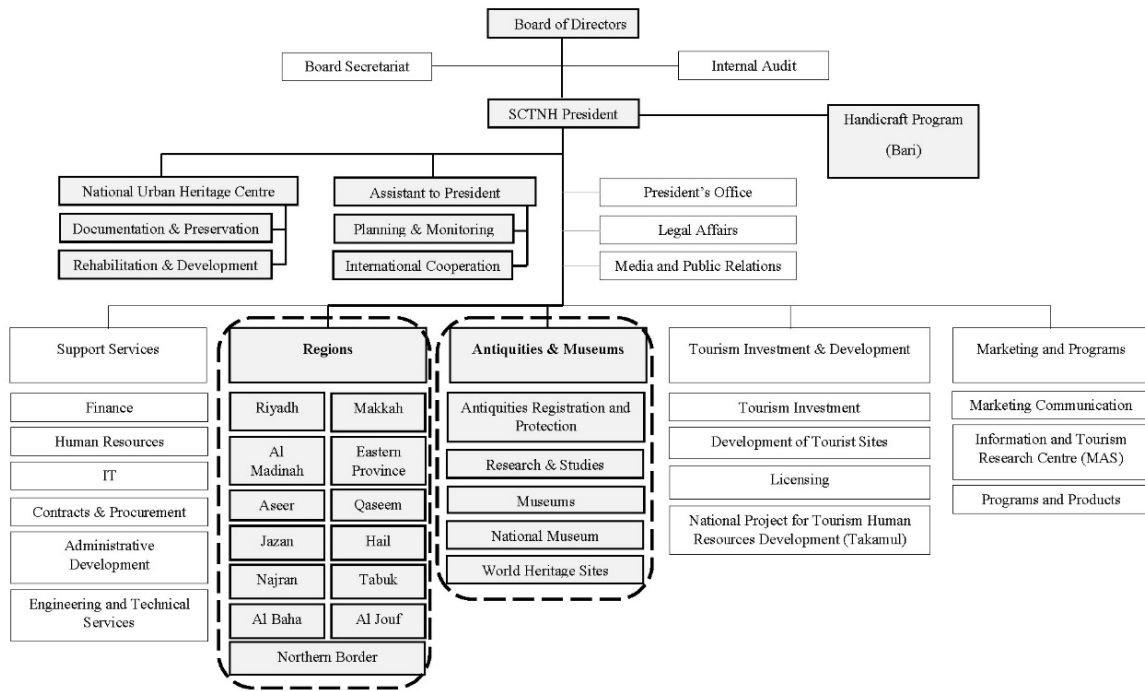 Board of Directors
Board Secretariat
Internal Audit
SCTNH President
Handicraft Program
(Bari)
National Urban Heritage Centre
Assistant to President
President's Office
Documentation & Preservation
Planning & Monitoring
Legal Affairs
Rehabilitation & Development
International Cooperation
Media and Public Relations
Support Services
Finance
Human Resources
IT
Contracts & Procurement
Administrative
Development
Engineering and Technical
Services
Regions
Riyadh
Makkah
Al
Madinah
Eastern
Province
Aseer
Qaseem
Jazan
Hail
Najran
Tabuk
Al Baha
Al Jouf
Northern Border
Antiquities & Museums
Antiquities Registration and
Protection
Research & Studies
Museums
National Museum
World Heritage Sites
Tourism Investment & Development
Tourism Investment
Development of Tourist Sites
Licensing
National Project for Tourism Human
Resources Development (Takamul)
Marketing and Programs
Marketing Communication
Information and Tourism
Research Centre (MAS)
Programs and Products